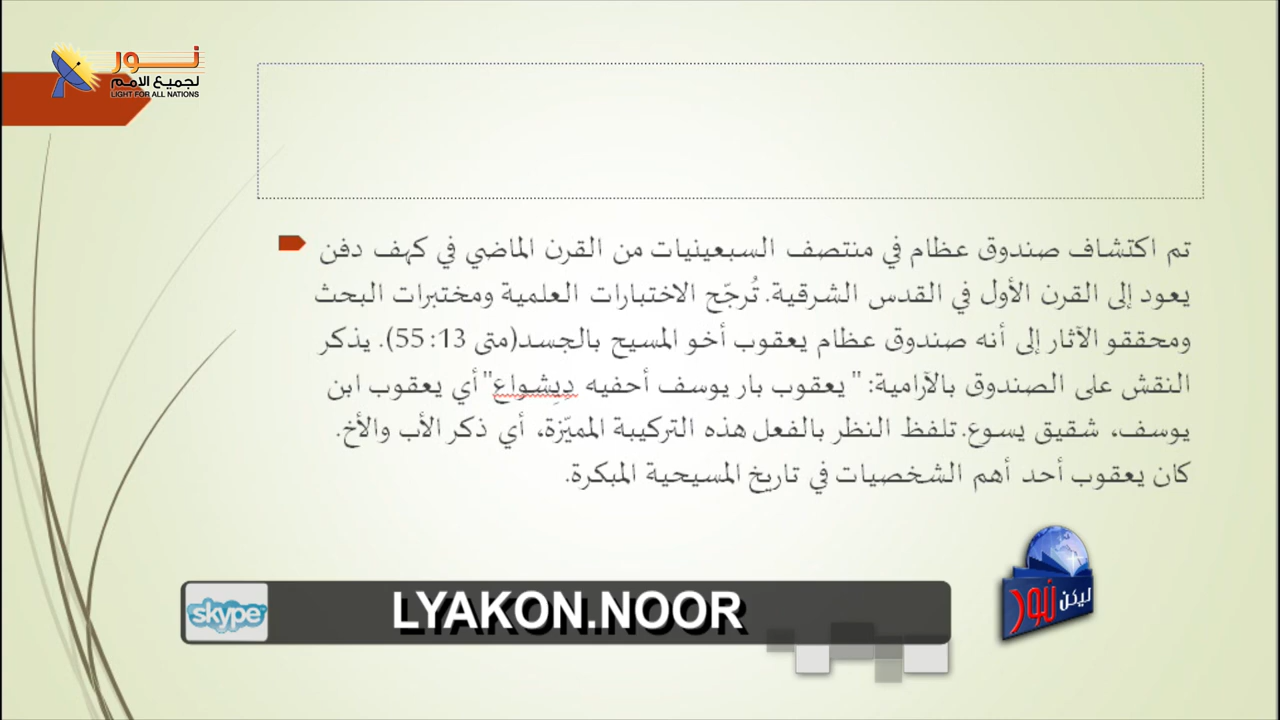 نور
لجميع الامم
LIGHT FOR ALL NATIONS
تم اكتشاف صندوق عظام في منتصف السبعينيات من القرن الماضي في كهف دفن
يعود إلى القرن الأول في القدس الشرقية. تُرجّح الاختبارات العلمية ومختبرات البحث
ومحققو الآثار إلى أنه صندوق عظام يعقوب أخو المسيح بالجسد(متى 13: 55). يذكر
النقش على الصندوق بالآرامية: " يعقوب بار يوسف أحفيه دِيِشواع" أي يعقوب ابن
يوسف، شقيق يسوع. تلفظ النظر بالفعل هذه التركيبة المميّزة، أي ذكر الأب والأخ.
كان يعقوب أحد أهم الشخصيات في تاريخ المسيحية المبكرة.
ليكن نور
skype
LYAKON.NOOR